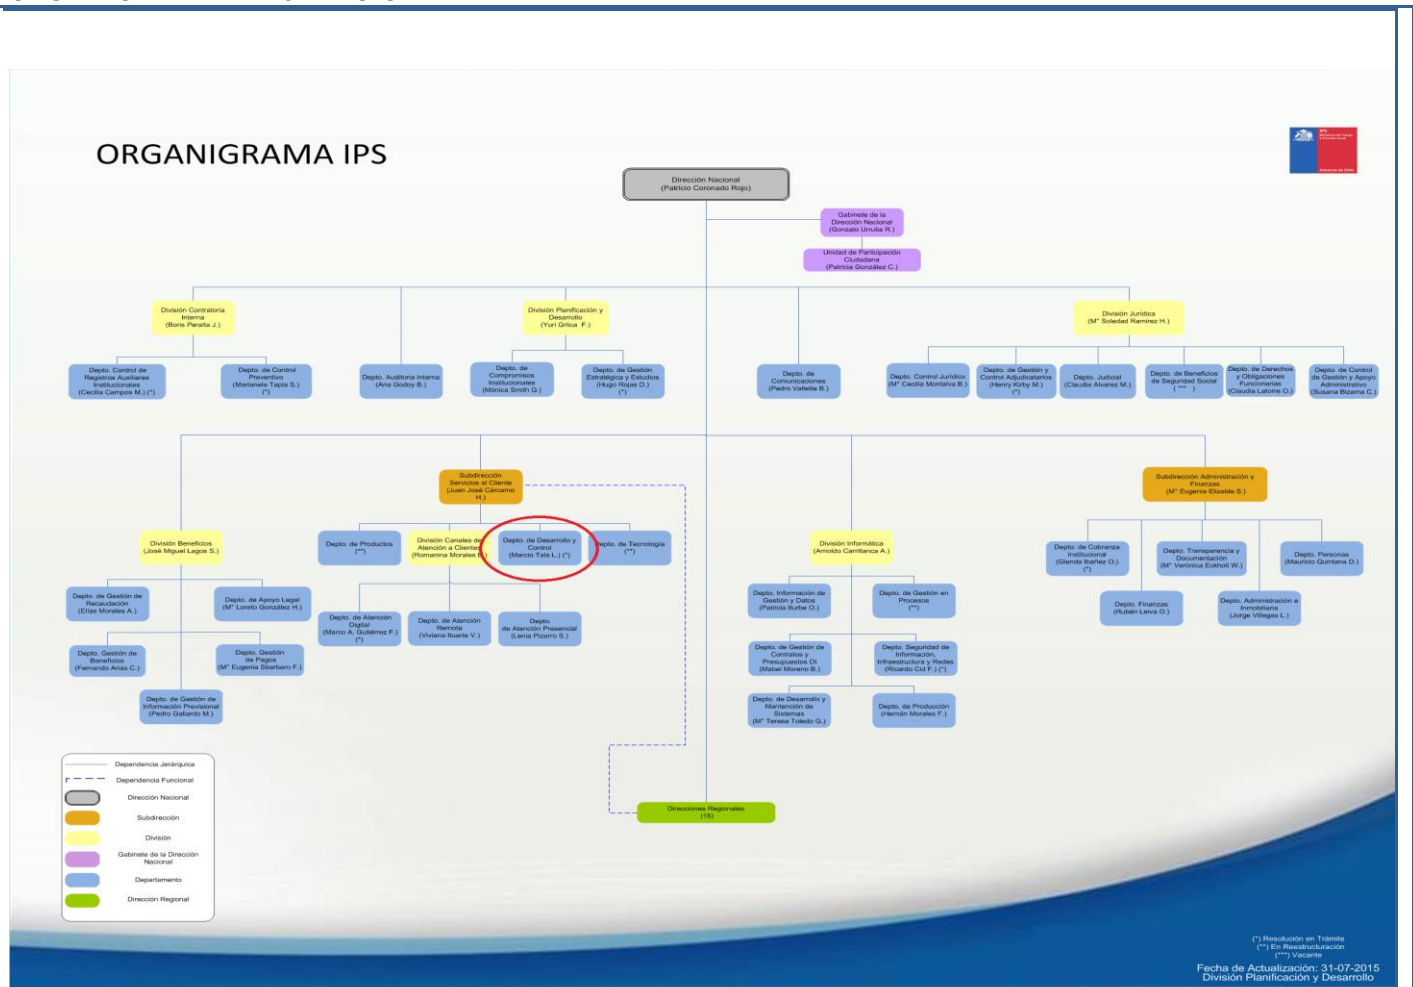 ORGANIGRAMA IPS
IPS
Dirección Nacional
(Patricio Coronado Rojo)
Gabinete de la
Dirección Nacional
(Gonzalo Urrutia R.)
Unidad de Participación
Ciudadana
(Patricia González C.)
División Contraloría
Interna
(Boris Peralta J.)
División Planificación y
Desarrollo
(Yuri Grlica F.)
División Jurídica
(M° Soledad Ramírez H.)
Depto. Control de
Registros Auxiliares
Institucionales
(Cecilia Campos M.) (*)
Depto. de Control
Preventivo
(Marianela Tapia S.)
(*)
Depto. Auditoria Interna
(Ana Godoy B.)
Depto. de
Compromisos
Institucionales
(Mónica Smith G.)
Depto. de Gestión
Estratégica y Estudios
(Hugo Rojas D.)
(*)
Depto. de
Comunicaciones
(Pedro Vallette B.)
Depto. Control Jurídico
(M° Cecilia Montalva B.)
Depto. de Gestión y
Control Adjudicatarios
(Henry Kirby M.)
(*)
Depto. Judicial
(Claudia Alvarez M.)
Depto. de Beneficios
de Seguridad Social
( *** )
Depto. de Derechos
y Obligaciones
Funcionarias
(Claudia Latorre O.)
Depto. de Control
de Gestión y Apoyo
Administrativo
(Susana Bizama C.)
Subdirección
Servicios al Cliente
(Juan José Cárcamo
H.)
Subdirección Administración y
Finanzas
(M° Eugenia Elizalde S.)
División Beneficios
(José Miguel Lagos S.)
Depto. de Productos
(**)
División Canales de
Atención a Clientes
(Romanina Morales
Depto. de Desarrollo y
Control
(Marcio Tala L.) (*)
Depto. de Tecnología
(**)
División Informática
(Arnoldo Carrifianca A.)
Depto. de Cobranza
Institucional
(Glenda Ibañez O.)
(*)
Depto. Transparencia y
Documentación
(M° Verónica Eckholt W.)
Depto. Personas
(Mauricio Quintana D.)
Depto. de Gestión de
Recaudación
(Elías Morales A.)
Depto. de Apoyo Legal
(M° Loreto González H.)
Depto. Información de
Gestión y Datos
(Patricia Iturbe O.)
Depto. de Gestión en
Procesos
(**)
Depto. Finanzas
(Rubén Leiva O.)
Depto. Administración e
Inmobiliaria
(Jorge Villegas L.)
Depto. de Atención
Digital
(Marco A. Gutiérrez F.)
(*)
Depto. de Atención
Remota
(Viviana Ituarte V.)
Depto.
de Atención Presencial
(Lenia Pizarro S.)
Depto. Gestión de
Beneficios
(Fernando Arias C.)
Depto. Gestión
de Pagos
(M° Eugenia Sbarbaro F.)
Depto. de Gestión de
Contratos y
Presupuestos DI
(Mabel Moreno B.)
Depto. Seguridad de
Información,
Infraestructura y Redes
(Ricardo Cid F.) (*)
Depto. de Gestión de
Información Previsional
(Pedro Gallardo M.)
Depto. de Desarrollo y
Mantención de
Sistemas
(M° Teresa Toledo G.)
Depto. de Producción
(Hernán Morales F.)
Direcciones Regionales
(15)
Dependencia Jerárquica
Dependencia Funcional
Dirección Nacional
Subdirección
División
Gabinete de la Dirección
Nacional
Departamento
Dirección Regional
(*) Resolución en Trámite
(**) En Reestructuración
(***) Vacante
Fecha de Actualización: 31-07-2015
División Planificación y Desarrollo